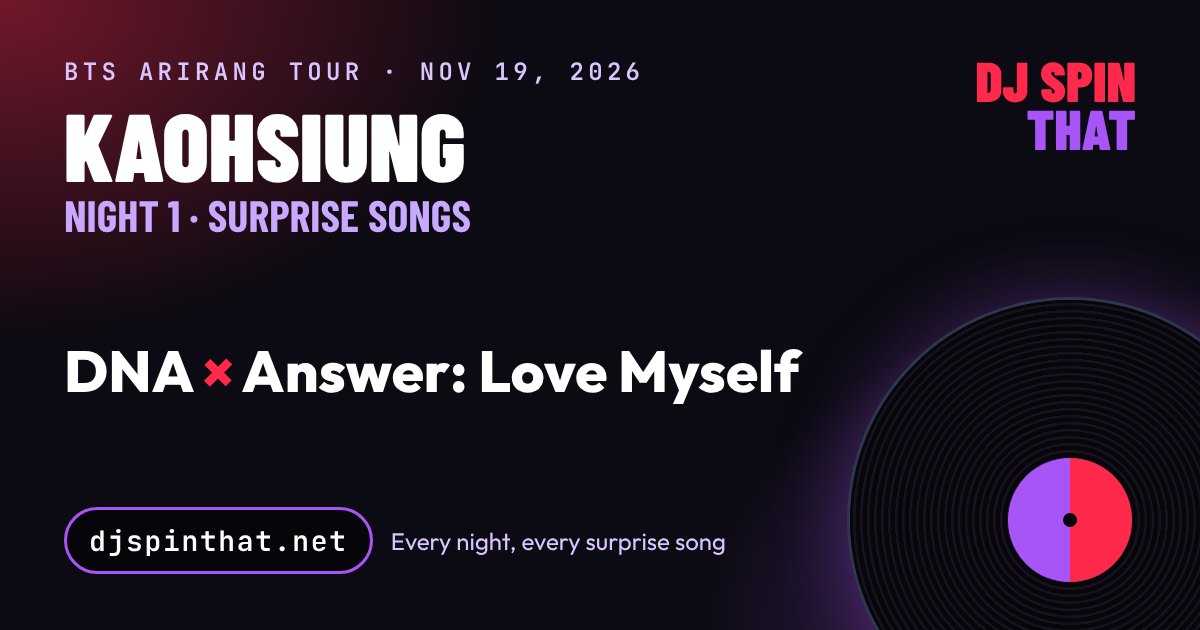 BTS ARIRANG TOUR · NOV 19, 2026
KAOHSIUNG
NIGHT 1 · SURPRISE SONGS
DJ SPIN
THAT
DNA × Answer: Love Myself
djspinthat.net
Every night, every surprise song